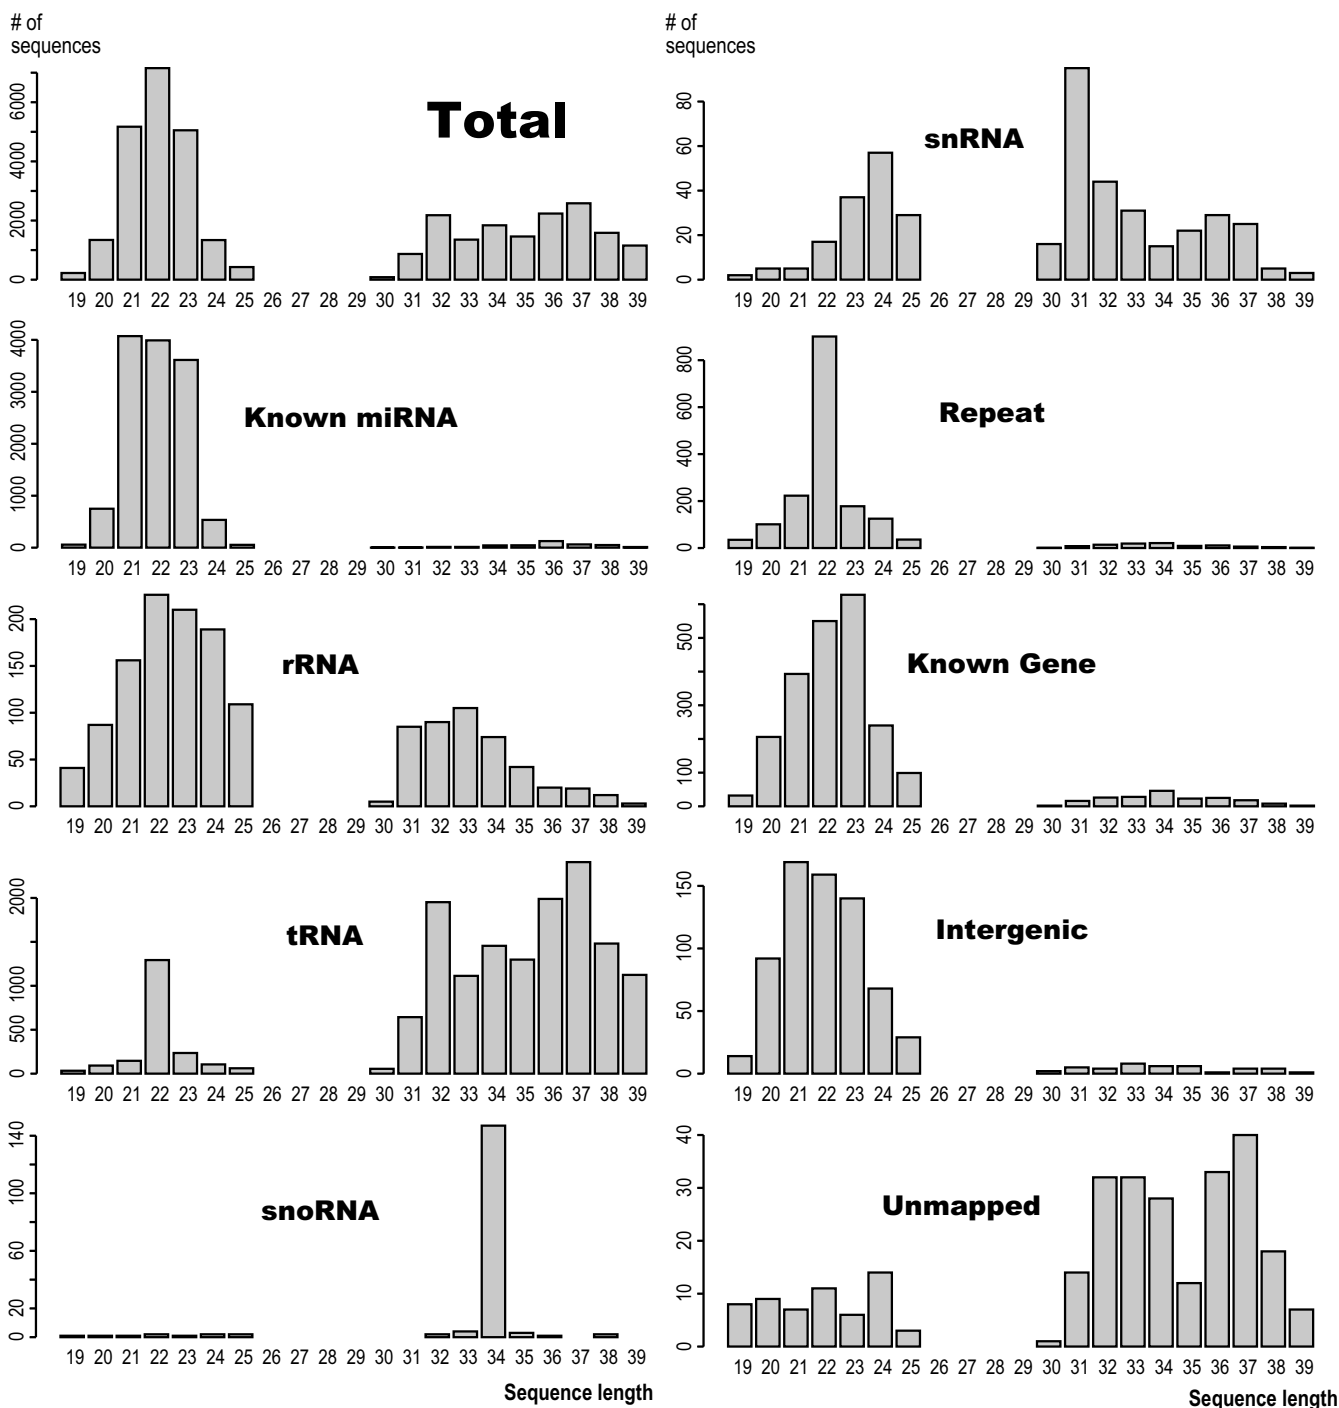 # of
sequences
0 2000 4000 6000
Total
19 20 21 22 23 24 25 26 27 28 29 30 31 32 33 34 35 36 37 38 39
0 1000 2000 3000 4000
Known miRNA
19 20 21 22 23 24 25 26 27 28 29 30 31 32 33 34 35 36 37 38 39
0 50 100 150 200
rRNA
19 20 21 22 23 24 25 26 27 28 29 30 31 32 33 34 35 36 37 38 39
0 500 1000 2000
tRNA
19 20 21 22 23 24 25 26 27 28 29 30 31 32 33 34 35 36 37 38 39
0 20 60 100 140
snoRNA
19 20 21 22 23 24 25 26 27 28 29 30 31 32 33 34 35 36 37 38 39
Sequence length
# of
sequences
0 20 40 60 80
snRNA
19 20 21 22 23 24 25 26 27 28 29 30 31 32 33 34 35 36 37 38 39
0 200 400 600 800
Repeat
19 20 21 22 23 24 25 26 27 28 29 30 31 32 33 34 35 36 37 38 39
0 100 300 500
Known Gene
19 20 21 22 23 24 25 26 27 28 29 30 31 32 33 34 35 36 37 38 39
0 50 100 150
Intergenic
19 20 21 22 23 24 25 26 27 28 29 30 31 32 33 34 35 36 37 38 39
0 10 20 30 40
Unmapped
19 20 21 22 23 24 25 26 27 28 29 30 31 32 33 34 35 36 37 38 39
Sequence length